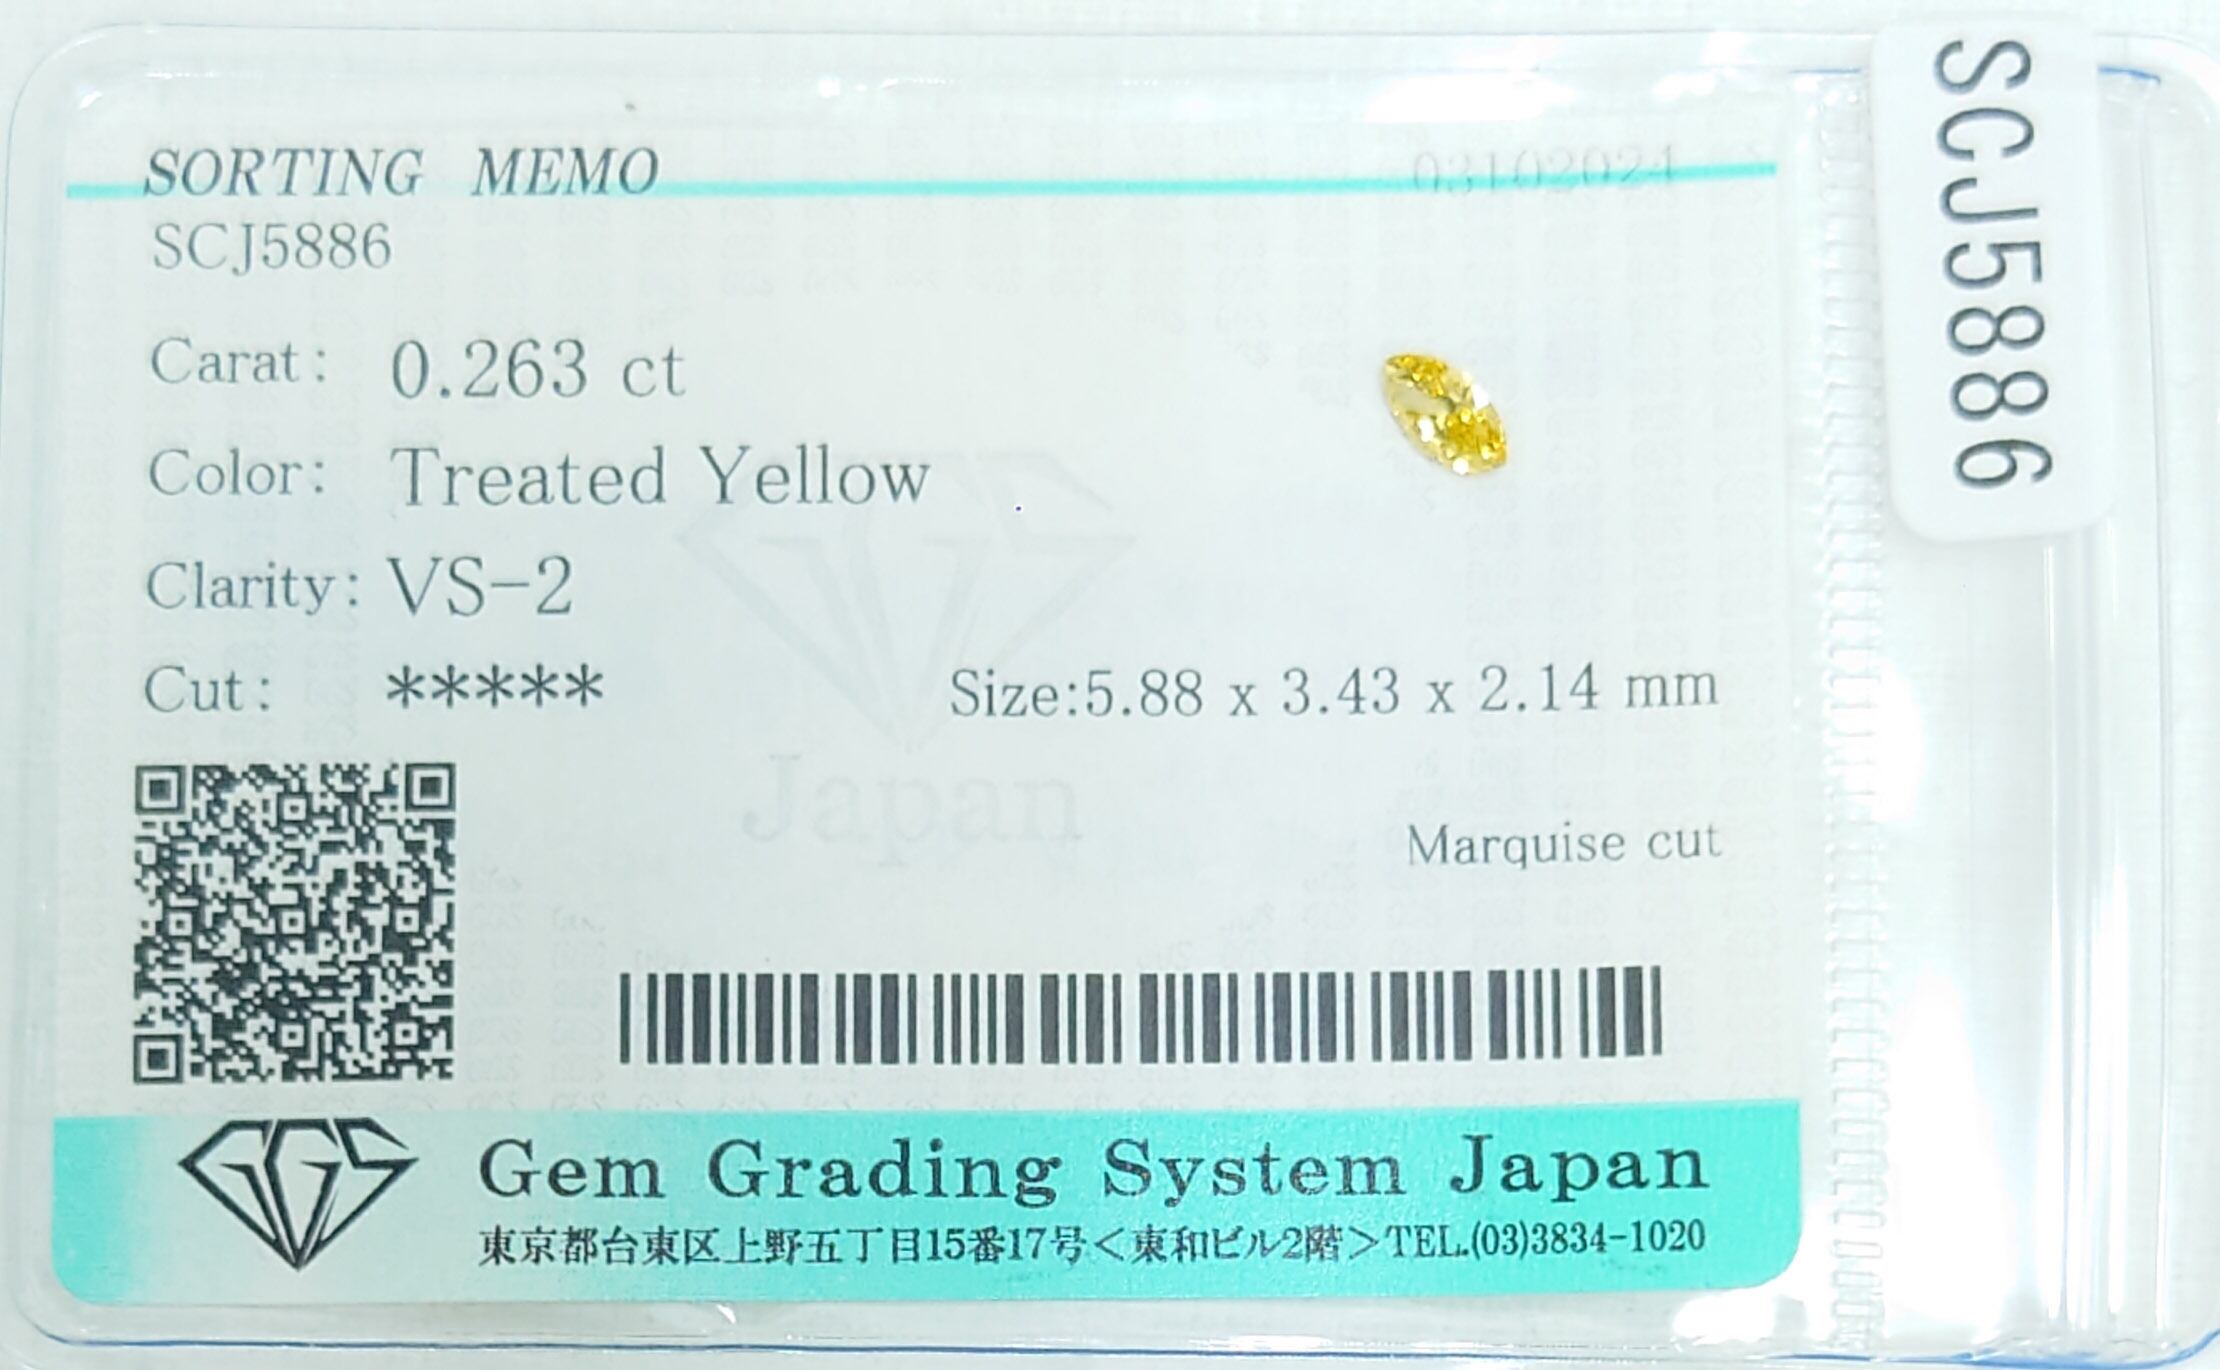 SORTING MEMO
03102024
SCJ5886
Carat: 0.263 ct
Color: Treated Yellow
Clarity: VS-2
Cut: *****
Size:5.88 x 3.43 x 2.14 mm
Japan
Marquise cut
GGS
Gem Grading System Japan
東京都台東区上野五丁目15番17号＜東和ビル2階＞TEL.(03)3834-1020
SCJ5886